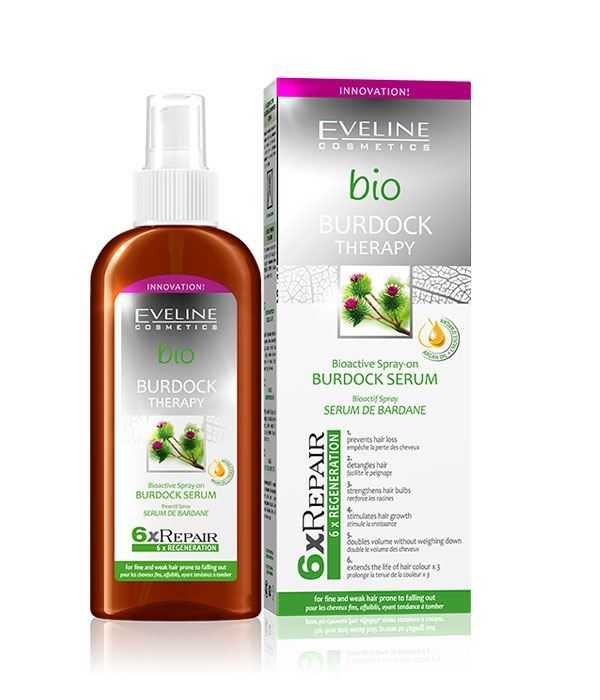 INNOVATION!
EVELINE
COSMETICS
bio
BURDOCK
THERAPY
Bioactive Spray-on
BURDOCK SERUM
Bioactif Spray
SERUM DE BARDANE
6xREPAIR
6 x REGENERATION
for fine and weak hair prone to falling out
pour les cheveux fins, affaiblis, ayant tendance à tomber
INNOVATION!
EVELINE
COSMETICS
bio
BURDOCK
THERAPY
ARGAN OIL +
Bioactive Spray-on
BURDOCK SERUM
Bioactif Spray
SERUM DE BARDANE
6xREPAIR
6 x REGENERATION
1.
prevents hair loss
empêche la perte des cheveux
2.
detangles hair
facilite le peignage
3.
strengthens hair bulbs
renforce les racines
4.
stimulates hair growth
stimule la croissance
5.
doubles volume without weighing down
double le volume des cheveux
6.
extends the life of hair colour x 3
prolonge la tenue de la couleur x 3
for fine and weak hair prone to falling out
pour les cheveux fins, affaiblis, ayant tendance à tomber